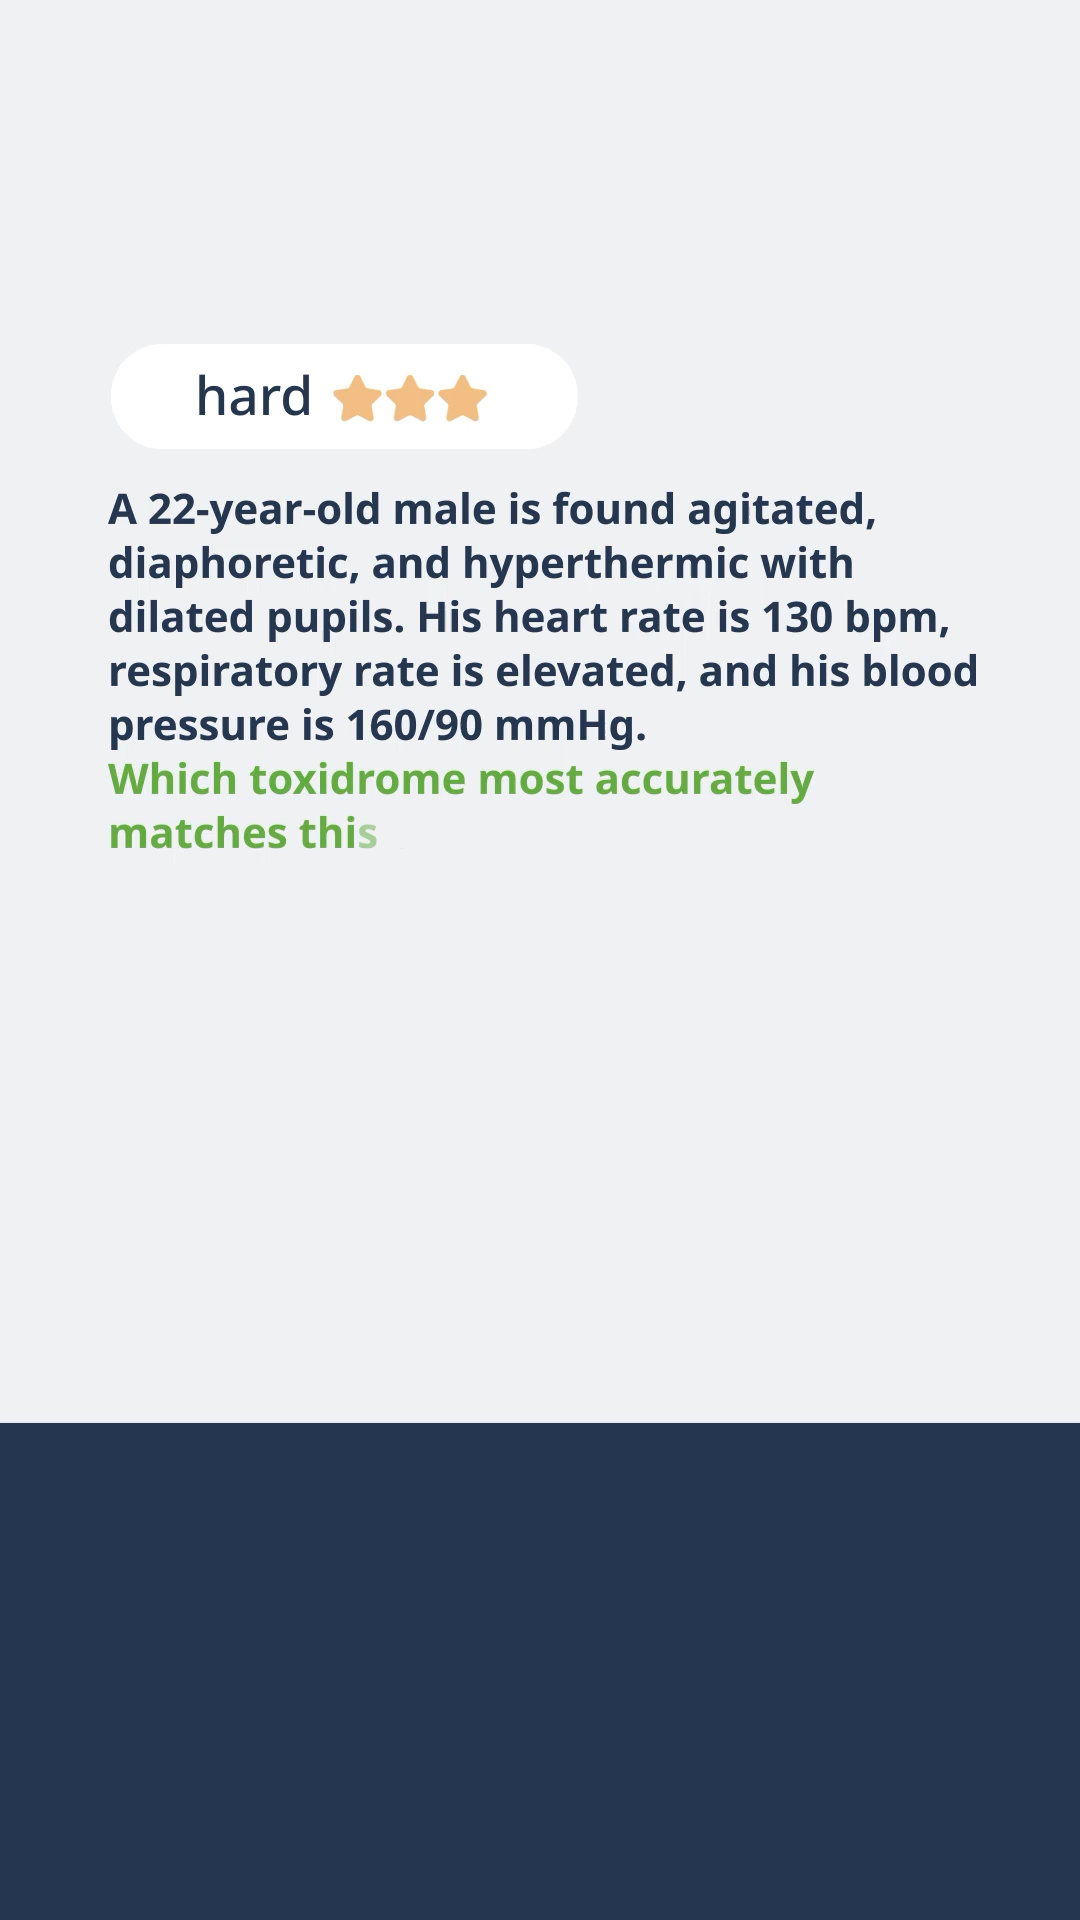 hard
A 22-year-old male is found agitated,
diaphoretic, and hyperthermic with
dilated pupils. His heart rate is 130 bpm,
respiratory rate is elevated, and his blood
pressure is 160/90 mmHg.
Which toxidrome most accurately
matches this